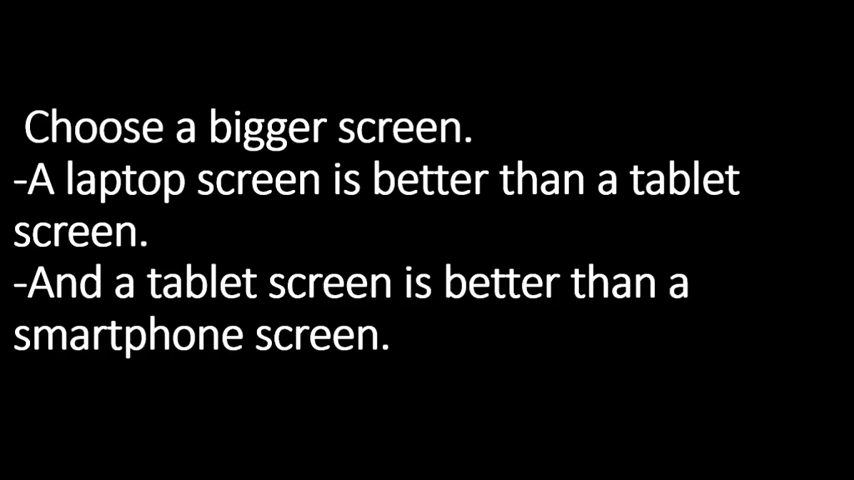 Choose a bigger screen.
-A laptop screen is better than a tablet
screen.
-And a tablet screen is better than a
smartphone screen.